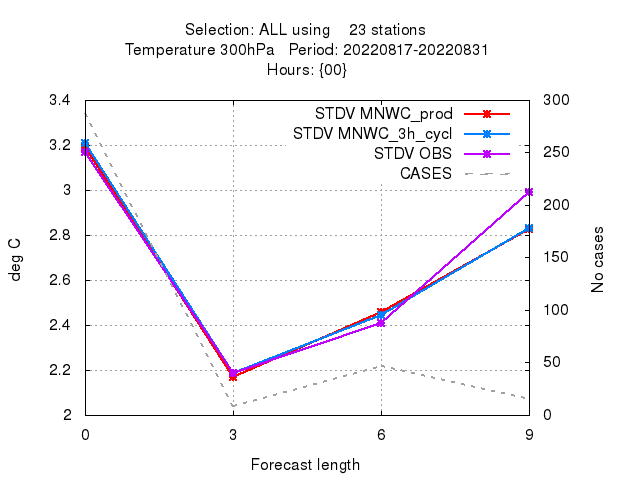 Selection: ALL using 23 stations
Temperature 300hPa Period: 20220817-20220831
Hours: {00}
3.4
3.2
3
2.8
2.6
2.4
2.2
2
deg C
300
250
200
150
100
50
0
No cases
STDV MNWC_prod
STDV MNWC_3h_cycl
STDV OBS
CASES
0 3 6 9
Forecast length